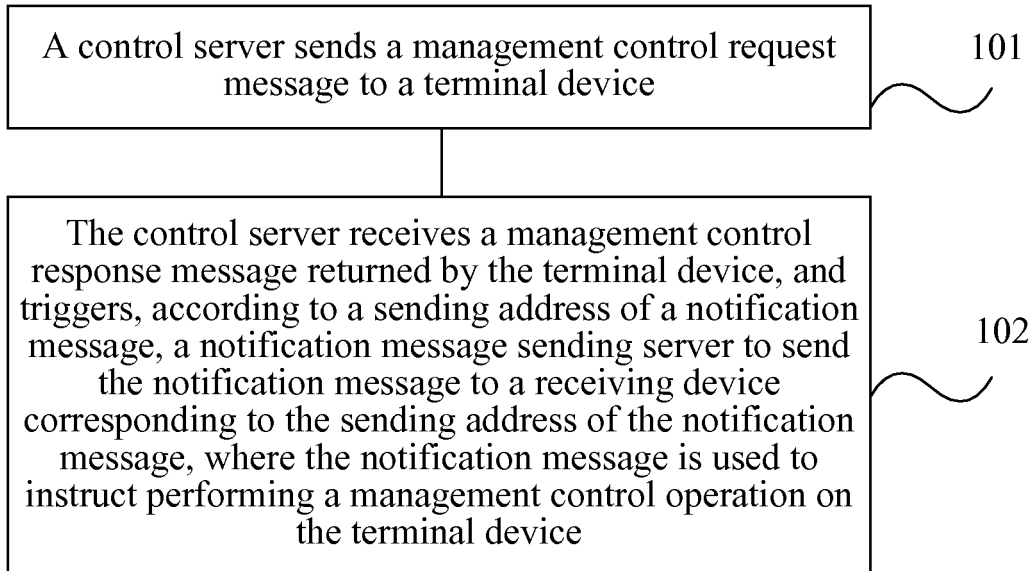 A control server sends a management control request
message to a terminal device
101
The control server receives a management control
response message returned by the terminal device, and
triggers, according to a sending address of a notification
message, a notification message sending server to send
the notification message to a receiving device
corresponding to the sending address of the notification
message, where the notification message is used to
instruct performing a management control operation on
the terminal device
102